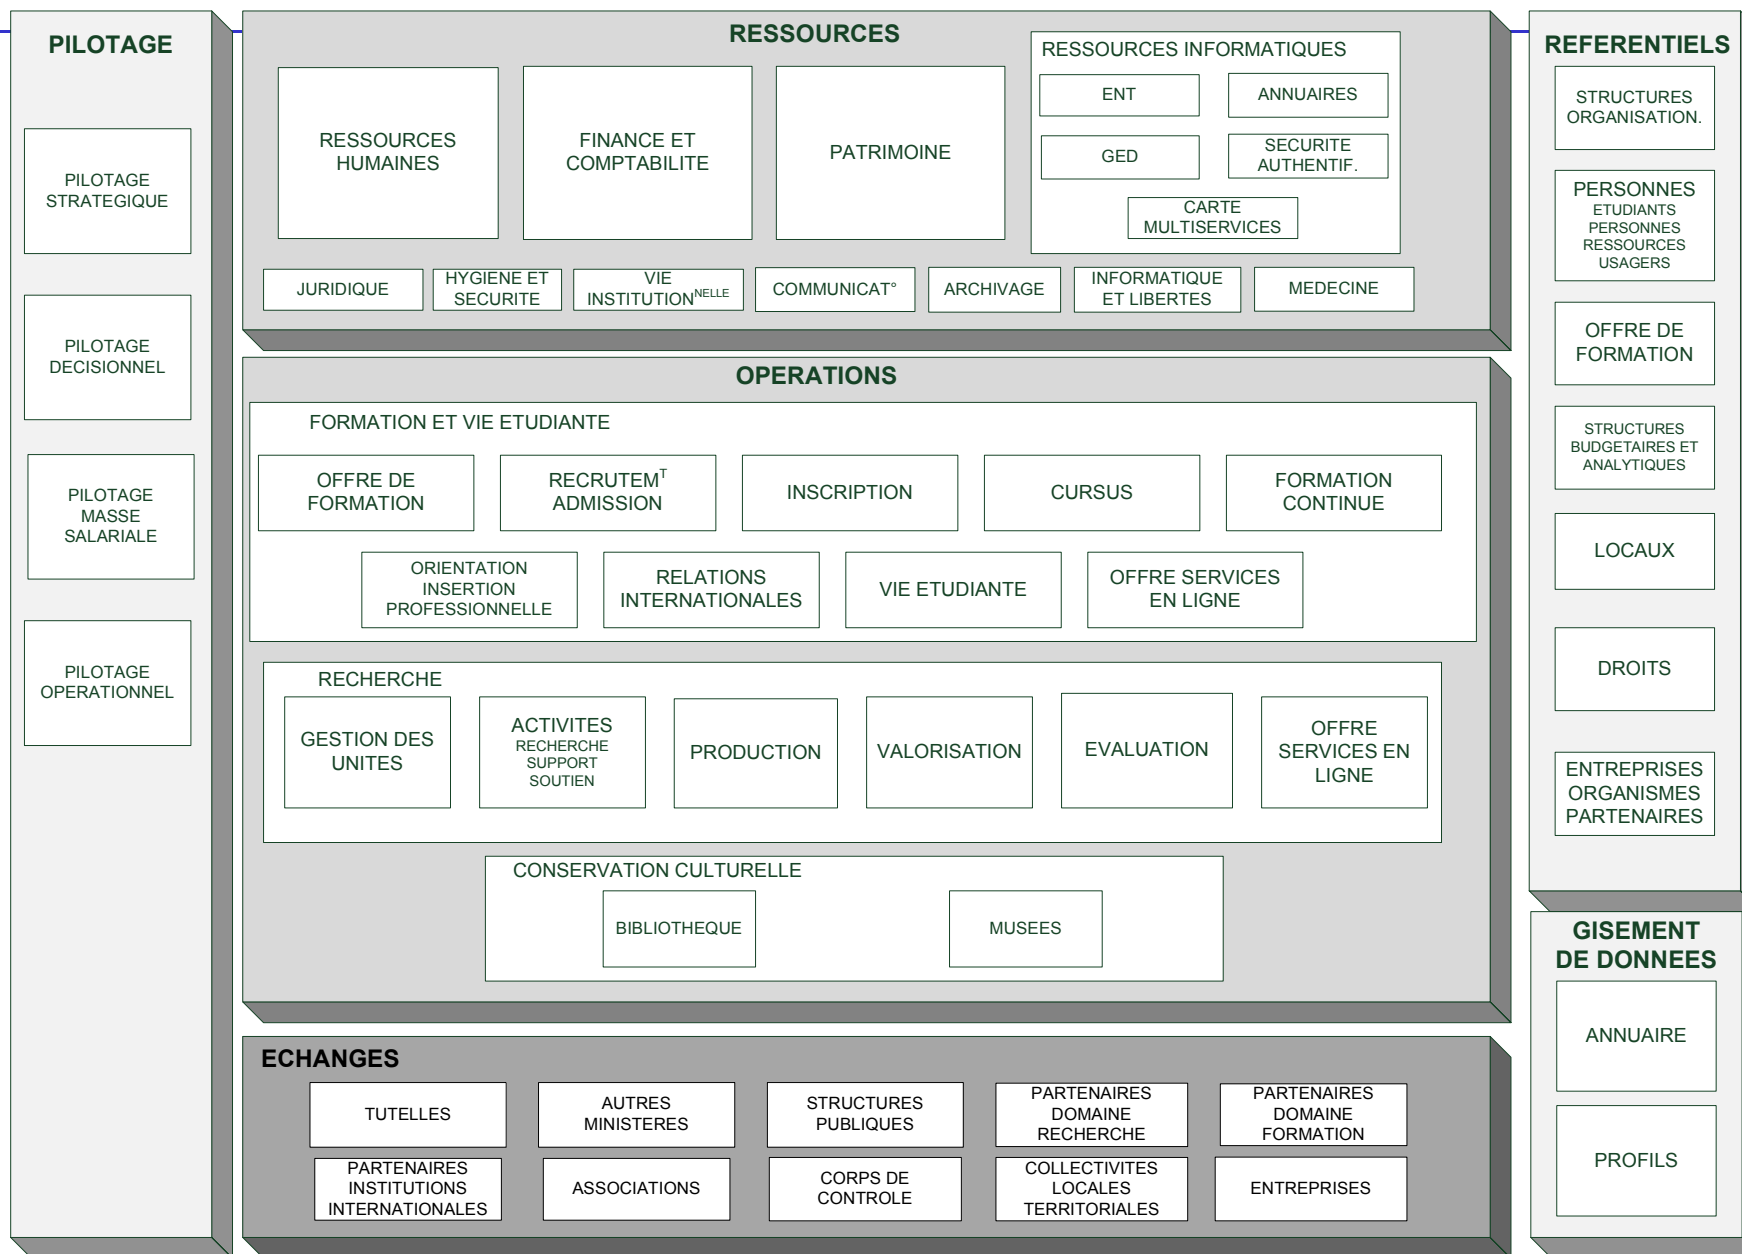 PILOTAGE
PILOTAGE
STRATEGIQUE
PILOTAGE
DECISIONNEL
PILOTAGE
MASSE
SALARIALE
PILOTAGE
OPERATIONNEL
RESSOURCES
RESSOURCES
HUMAINES
FINANCE ET
COMPTABILITE
PATRIMOINE
RESSOURCES INFORMATIQUES
ENT
ANNUAIRES
GED
SECURITE
AUTHENTIF.
CARTE
MULTISERVICES
JURIDIQUE
HYGIENE ET
SECURITE
VIE
INSTITUTIONNELLE
COMMUNICAT°
ARCHIVAGE
INFORMATIQUE
ET LIBERTES
MEDECINE
OPERATIONS
FORMATION ET VIE ETUDIANTE
OFFRE DE
FORMATION
RECRUTEMT
ADMISSION
INSCRIPTION
CURSUS
FORMATION
CONTINUE
ORIENTATION
INSERTION
PROFESSIONNELLE
RELATIONS
INTERNATIONALES
VIE ETUDIANTE
OFFRE SERVICES
EN LIGNE
RECHERCHE
GESTION DES
UNITES
ACTIVITES
RECHERCHE
SUPPORT
SOUTIEN
PRODUCTION
VALORISATION
EVALUATION
OFFRE
SERVICES EN
LIGNE
CONSERVATION CULTURELLE
BIBLIOTHEQUE
MUSEES
ECHANGES
TUTELLES
AUTRES
MINISTERES
STRUCTURES
PUBLIQUES
PARTENAIRES
DOMAINE
RECHERCHE
PARTENAIRES
DOMAINE
FORMATION
PARTENAIRES
INSTITUTIONS
INTERNATIONALES
ASSOCIATIONS
CORPS DE
CONTROLE
COLLECTIVITES
LOCALES
TERRITORIALES
ENTREPRISES
REFERENTIELS
STRUCTURES
ORGANISATION.
PERSONNES
ETUDIANTS
PERSONNES
RESSOURCES
USAGERS
OFFRE DE
FORMATION
STRUCTURES
BUDGETAIRES ET
ANALYTIQUES
LOCAUX
DROITS
ENTREPRISES
ORGANISMES
PARTENAIRES
GISEMENT
DE DONNEES
ANNUAIRE
PROFILS